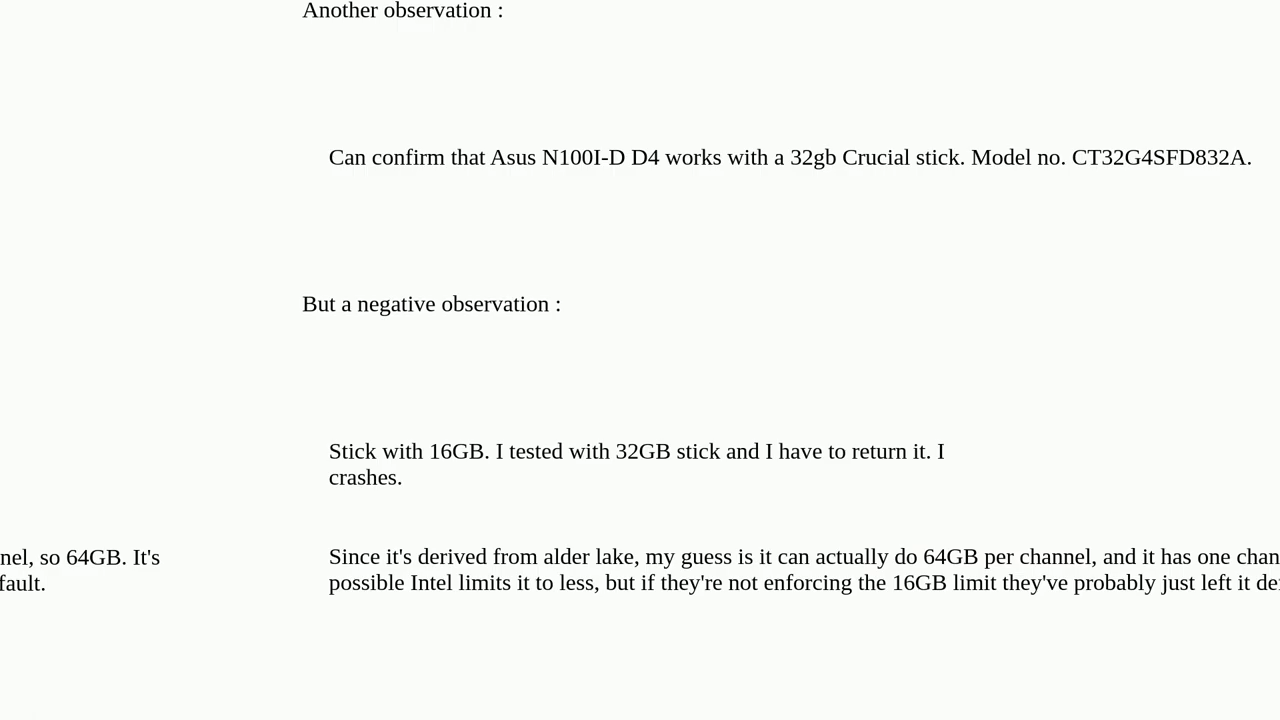 Another observation :
Can confirm that Asus N100I-D D4 works with a 32gb Crucial stick. Model no. CT32G4SFD832A.
But a negative observation :
Stick with 16GB. I tested with 32GB stick and I have to return it. I
crashes.
nel, so 64GB. It's
fault.
Since it's derived from alder lake, my guess is it can actually do 64GB per channel, and it has one chan
possible Intel limits it to less, but if they're not enforcing the 16GB limit they've probably just left it de